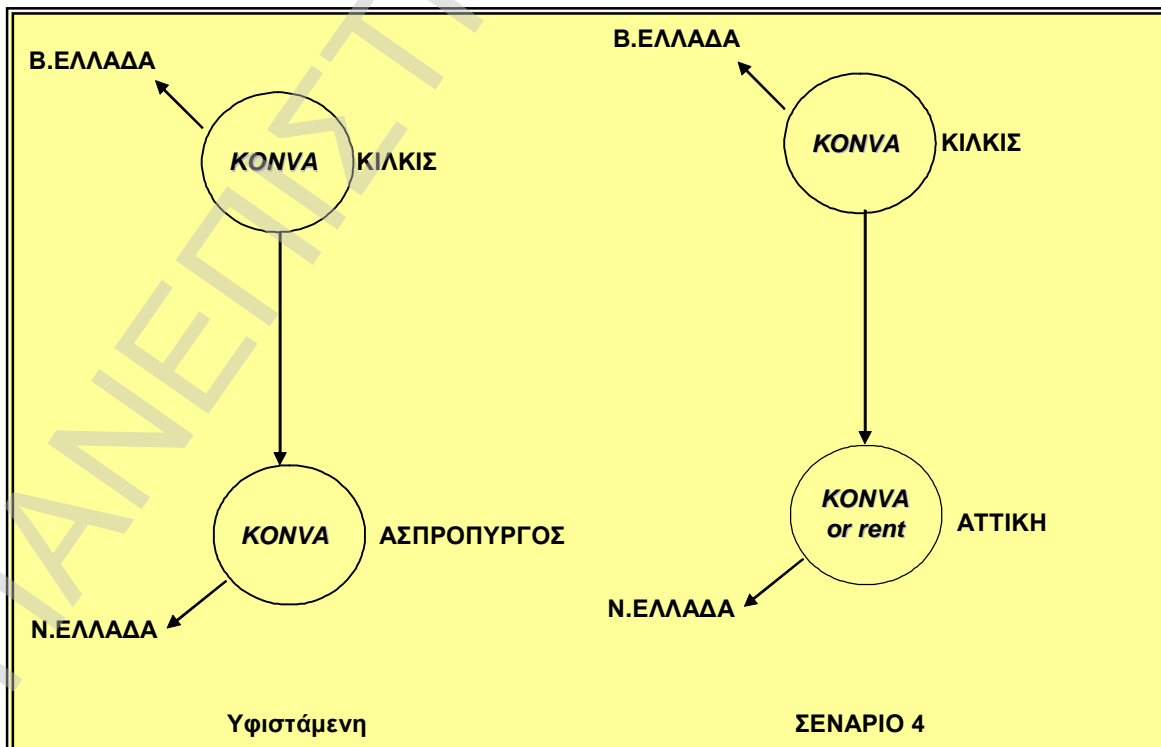 Β.ΕΛΛΑΔΑ
KONVA
ΚΙΛΚΙΣ
KONVA
ΑΣΠΡΟΠΥΡΓΟΣ
Ν.ΕΛΛΑΔΑ
Υφιστάμενη
Β.ΕΛΛΑΔΑ
KONVA
ΚΙΛΚΙΣ
KONVA
or rent
ΑΤΤΙΚΗ
Ν.ΕΛΛΑΔΑ
ΣΕΝΑΡΙΟ 4